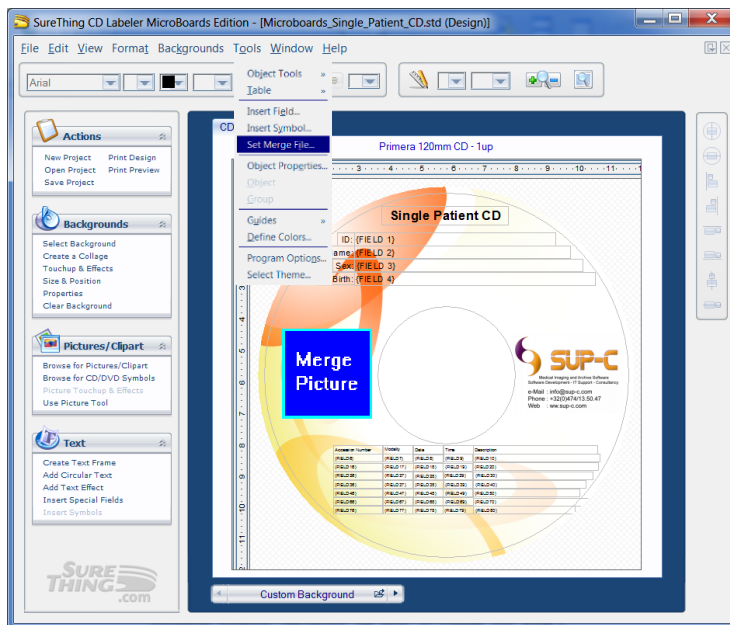 SureThing CD Labeler MicroBoards Edition - [Microboards_Single_Patient_CD.std (Design)]
File Edit View Format Backgrounds Tools Window Help
Arial
Object Tools »
Table »
Insert Field...
Insert Symbol...
Set Merge File...
Object Properties...
Object
Group
Guides »
Define Colors...
Program Options...
Select Theme...
Actions
New Project Print Design
Open Project Print Preview
Save Project
Backgrounds
Select Background
Create a Collage
Touchup & Effects
Size & Position
Properties
Clear Background
Pictures/Clipart
Browse for Pictures/Clipart
Browse for CD/DVD Symbols
Picture Touchup & Effects
Use Picture Tool
Text
Create Text Frame
Add Circular Text
Add Text Effect
Insert Special Fields
Insert Symbols
SURE
THING
.com
CD
Primera 120mm CD - 1up
Single Patient CD
ID: {FIELD 1}
ame: {FIELD 2}
Sex: {FIELD 3}
Birth: {FIELD 4}
Merge
Picture
SUP-C
Medical Imaging and Archive Software
Software Development - IT Support - Consultancy
e-Mail : info@sup-c.com
Phone : +32(0)474/13.50.47
Web : ww.sup-c.com
Accession Number Modality Date Time Description
Custom Background